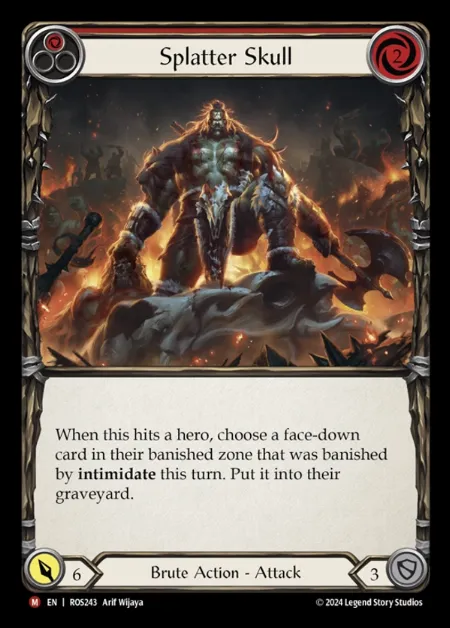 Splatter Skull
2
When this hits a hero, choose a face-down
card in their banished zone that was banished
by intimidate this turn. Put it into their
graveyard.
6
Brute Action - Attack
3
M EN | ROS243 Arif Wijaya
© 2024 Legend Story Studios